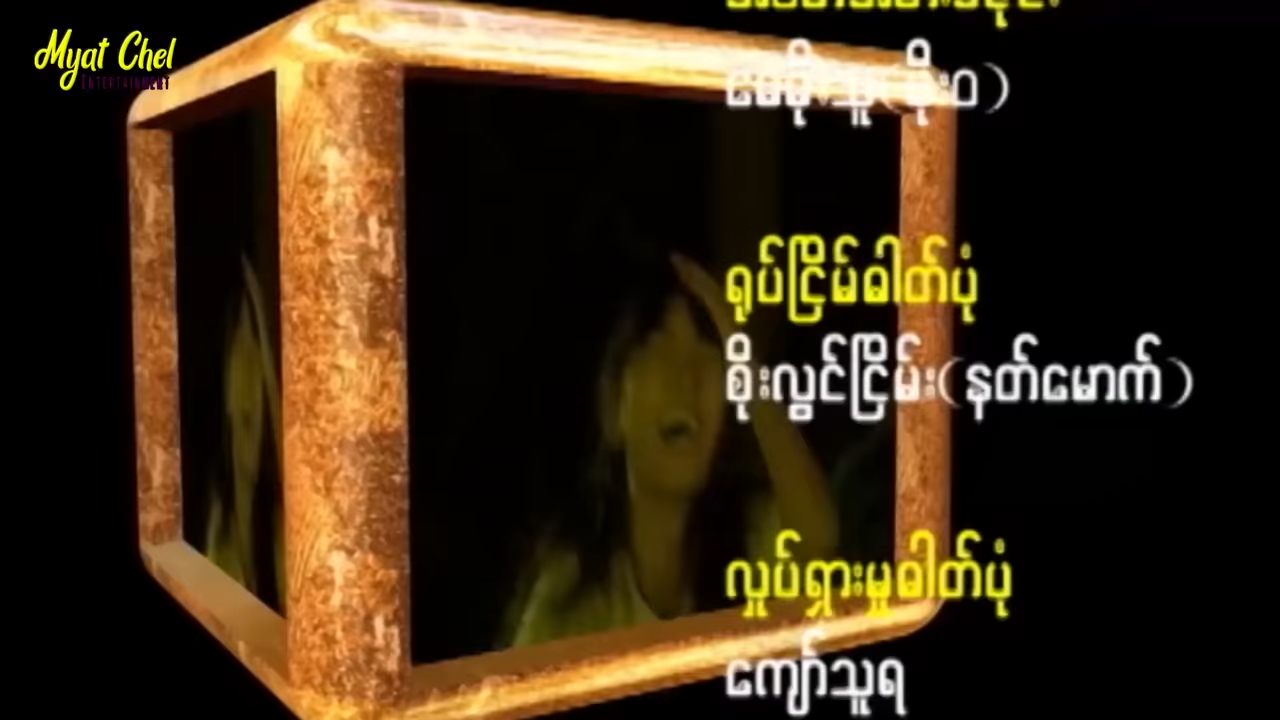 Myat Chel
ENTERTAINMENT
ရုပ်ငြိမ်ဓါတ်ပုံ
စိုးလွင်ငြိမ်း(နတ်မောက်)
လှုပ်ရှားမှုဓါတ်ပုံ
ကျော်သူရ